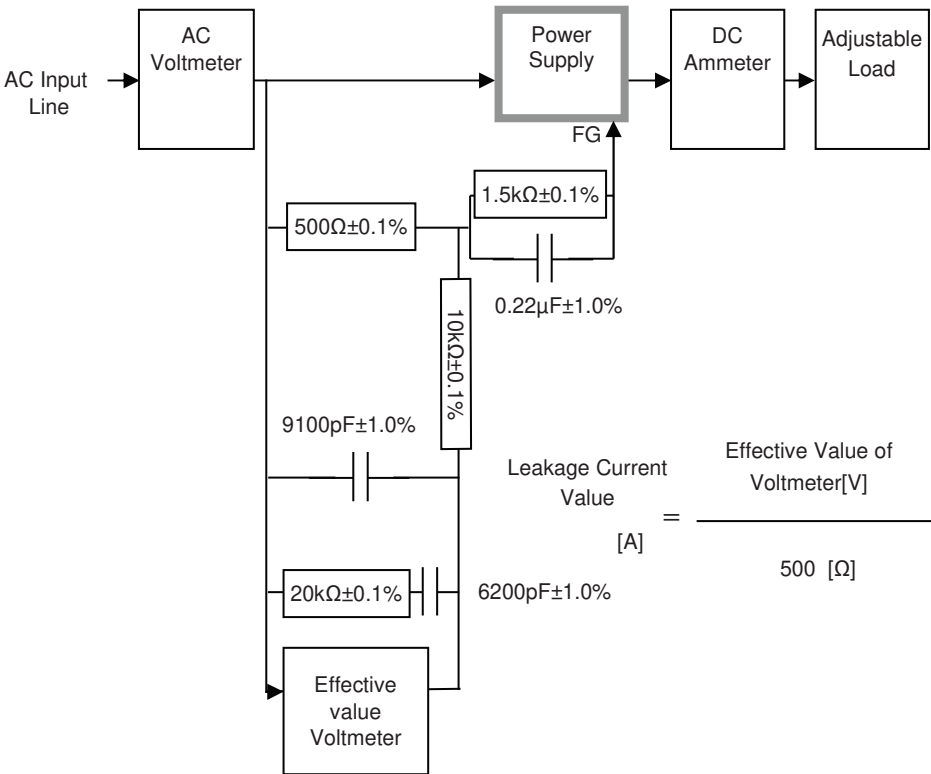 AC
Voltmeter
Power
Supply
DC
Ammeter
Adjustable
Load
AC Input
Line
FG
1.5kΩ±0.1%
500Ω±0.1%
0.22μF±1.0%
10kΩ±0.1%
9100pF±1.0%
Leakage Current
Value
[A]
=
Effective Value of
Voltmeter[V]
500 [Ω]
20kΩ±0.1%
6200pF±1.0%
Effective
value
Voltmeter